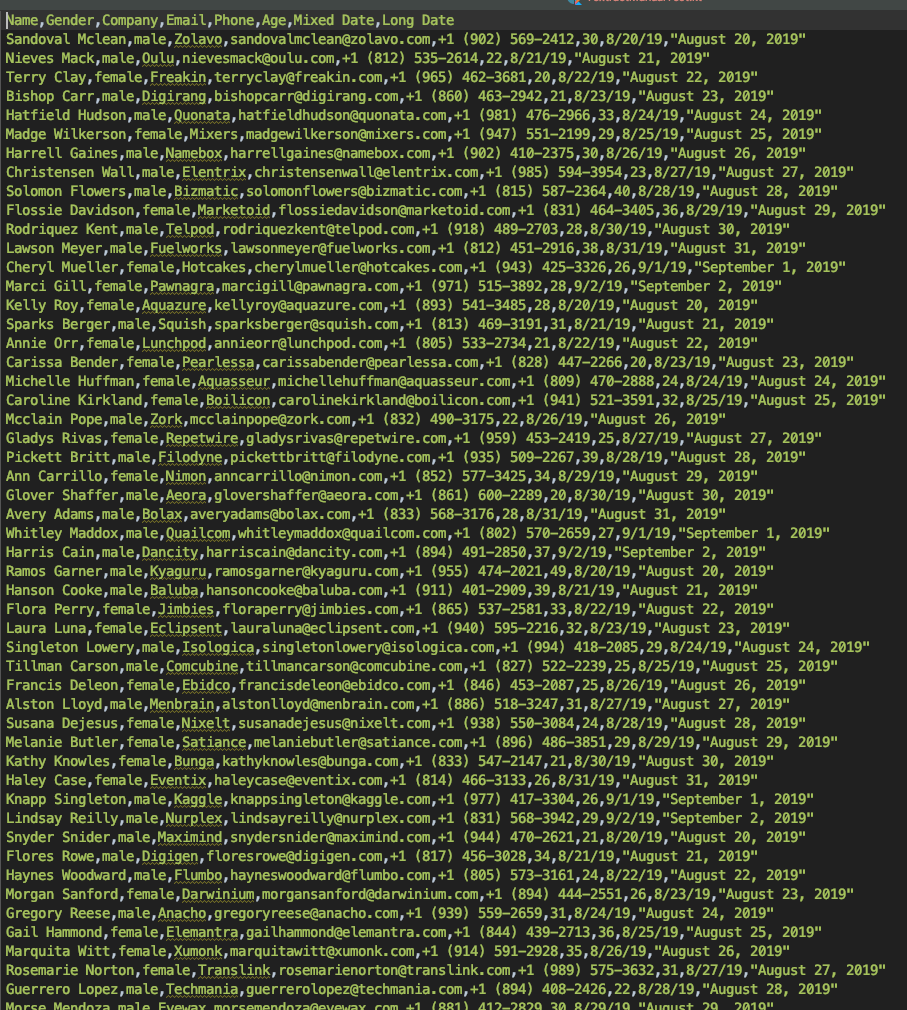 Name,Gender,Company,Email,Phone,Age,Mixed Date,Long Date
Sandoval Mclean,male,Zolavo,sandovalmclean@zolavo.com,+1 (902) 569-2412,30,8/20/19,"August 20, 2019"
Nieves Mack,male,Oulu,nievesmack@oulu.com,+1 (812) 535-2614,22,8/21/19,"August 21, 2019"
Terry Clay,female,Freakin,terryclay@freakin.com,+1 (965) 462-3681,20,8/22/19,"August 22, 2019"
Bishop Carr,male,Digirang,bishopcarr@digirang.com,+1 (860) 463-2942,21,8/23/19,"August 23, 2019"
Hatfield Hudson,male,Quonata,hatfieldhudson@quonata.com,+1 (981) 476-2966,33,8/24/19,"August 24, 2019"
Madge Wilkerson,female,Mixers,madgewilkerson@mixers.com,+1 (947) 551-2199,29,8/25/19,"August 25, 2019"
Harrell Gaines,male,Namebox,harrellgaines@namebox.com,+1 (902) 410-2375,30,8/26/19,"August 26, 2019"
Christensen Wall,male,Elentrix,christensenwall@elentrix.com,+1 (985) 594-3954,23,8/27/19,"August 27, 2019"
Solomon Flowers,male,Bizmatic,solomonflowers@bizmatic.com,+1 (815) 587-2364,40,8/28/19,"August 28, 2019"
Flossie Davidson,female,Marketoid,flossiedavidson@marketoid.com,+1 (831) 464-3405,36,8/29/19,"August 29, 2019"
Rodriquez Kent,male,Telpod,rodriquezkent@telpod.com,+1 (918) 489-2703,28,8/30/19,"August 30, 2019"
Lawson Meyer,male,Fuelworks,lawsonmeyer@fuelworks.com,+1 (812) 451-2916,38,8/31/19,"August 31, 2019"
Cheryl Mueller,female,Hotcakes,cherylmueller@hotcakes.com,+1 (943) 425-3326,26,9/1/19,"September 1, 2019"
Marci Gill,female,Pawnagra,marcigill@pawnagra.com,+1 (971) 515-3892,28,9/2/19,"September 2, 2019"
Kelly Roy,female,Aquazure,kellyroy@aquazure.com,+1 (893) 541-3485,28,8/20/19,"August 20, 2019"
Sparks Berger,male,Squish,sparksberger@squish.com,+1 (813) 469-3191,31,8/21/19,"August 21, 2019"
Annie Orr,female,Lunchpod,annieorr@lunchpod.com,+1 (805) 533-2734,21,8/22/19,"August 22, 2019"
Carissa Bender,female,Pearlessa,carissabender@pearlessa.com,+1 (828) 447-2266,20,8/23/19,"August 23, 2019"
Michelle Huffman,female,Aquasseur,michellehuffman@aquasseur.com,+1 (809) 470-2888,24,8/24/19,"August 24, 2019"
Caroline Kirkland,female,Boilicon,carolinekirkland@boilicon.com,+1 (941) 521-3591,32,8/25/19,"August 25, 2019"
Mcclain Pope,male,Zork,mcclainpope@zork.com,+1 (832) 490-3175,22,8/26/19,"August 26, 2019"
Gladys Rivas,female,Repetwire,gladysrivas@repetwire.com,+1 (959) 453-2419,25,8/27/19,"August 27, 2019"
Pickett Britt,male,Filodyne,pickettbritt@filodyne.com,+1 (935) 509-2267,39,8/28/19,"August 28, 2019"
Ann Carrillo,female,Nimon,anncarrillo@nimon.com,+1 (852) 577-3425,34,8/29/19,"August 29, 2019"
Glover Shaffer,male,Aeora,glovershaffer@aeora.com,+1 (861) 600-2289,20,8/30/19,"August 30, 2019"
Avery Adams,male,Bolax,averyadams@bolax.com,+1 (833) 568-3176,28,8/31/19,"August 31, 2019"
Whitley Maddox,male,Quailcom,whitleymaddox@quailcom.com,+1 (802) 570-2659,27,9/1/19,"September 1, 2019"
Harris Cain,male,Dancity,harriscain@dancity.com,+1 (894) 491-2850,37,9/2/19,"September 2, 2019"
Ramos Garner,male,Kyaguru,ramosgarner@kyaguru.com,+1 (955) 474-2021,49,8/20/19,"August 20, 2019"
Hanson Cooke,male,Baluba,hansoncooke@baluba.com,+1 (911) 401-2909,39,8/21/19,"August 21, 2019"
Flora Perry,female,Jimbies,floraperry@jimbies.com,+1 (865) 537-2581,33,8/22/19,"August 22, 2019"
Laura Luna,female,Eclipsent,lauraluna@eclipsent.com,+1 (940) 595-2216,32,8/23/19,"August 23, 2019"
Singleton Lowery,male,Isologica,singletonlowery@isologica.com,+1 (994) 418-2085,29,8/24/19,"August 24, 2019"
Tillman Carson,male,Comcubine,tillmancarson@comcubine.com,+1 (827) 522-2239,25,8/25/19,"August 25, 2019"
Francis Deleon,female,Ebidco,francisdeleon@ebidco.com,+1 (846) 453-2087,25,8/26/19,"August 26, 2019"
Alston Lloyd,male,Menbrain,alstonlloyd@menbrain.com,+1 (886) 518-3247,31,8/27/19,"August 27, 2019"
Susana Dejesus,female,Nixelt,susanadejesus@nixelt.com,+1 (938) 550-3084,24,8/28/19,"August 28, 2019"
Melanie Butler,female,Satiance,melaniebutler@satiance.com,+1 (896) 486-3851,29,8/29/19,"August 29, 2019"
Kathy Knowles,female,Bunga,kathyknowles@bunga.com,+1 (833) 547-2147,21,8/30/19,"August 30, 2019"
Haley Case,female,Eventix,haleycase@eventix.com,+1 (814) 466-3133,26,8/31/19,"August 31, 2019"
Knapp Singleton,male,Kaggle,knappsingleton@kaggle.com,+1 (977) 417-3304,26,9/1/19,"September 1, 2019"
Lindsay Reilly,male,Nurplex,lindsayreilly@nurplex.com,+1 (831) 568-3942,29,9/2/19,"September 2, 2019"
Snyder Snider,male,Maximind,snydersnider@maximind.com,+1 (944) 470-2621,21,8/20/19,"August 20, 2019"
Flores Rowe,male,Digigen,floresrowe@digigen.com,+1 (817) 456-3028,34,8/21/19,"August 21, 2019"
Haynes Woodward,male,Flumbo,hayneswoodward@flumbo.com,+1 (805) 573-3161,24,8/22/19,"August 22, 2019"
Morgan Sanford,female,Darwinium,morgansanford@darwinium.com,+1 (894) 444-2551,26,8/23/19,"August 23, 2019"
Gregory Reese,male,Anacho,gregoryreese@anacho.com,+1 (939) 559-2659,31,8/24/19,"August 24, 2019"
Gail Hammond,female,Elemantra,gailhammond@elemantra.com,+1 (844) 439-2713,36,8/25/19,"August 25, 2019"
Marquita Witt,female,Xumonk,marquitawitt@xumonk.com,+1 (914) 591-2928,35,8/26/19,"August 26, 2019"
Rosemarie Norton,female,Translink,rosemarienorton@translink.com,+1 (989) 575-3632,31,8/27/19,"August 27, 2019"
Guerrero Lopez,male,Techmania,guerrerolopez@techmania.com,+1 (894) 408-2426,22,8/28/19,"August 28, 2019"
Morse Mendoza,male,Eyewax,morsemendoza@eyewax.com,+1 (881) 412-2829,30,8/29/19,"August 29, 2019"